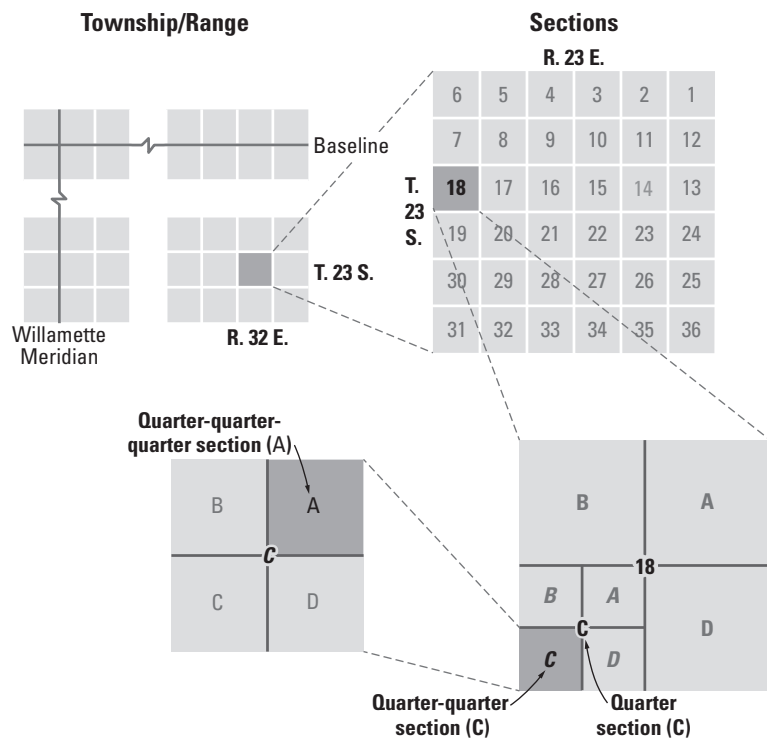 Township/Range
Baseline
T. 23 S.
R. 32 E.
Willamette
Meridian
Sections
R. 23 E.
T.
23
S.
6 5 4 3 2 1
7 8 9 10 11 12
18 17 16 15 14 13
19 20 21 22 23 24
30 29 28 27 26 25
31 32 33 34 35 36
Quarter-quarter-
quarter section (A)
B A
C
C D
B A
18
B A
C
D
C D
Quarter-quarter
section (C)
Quarter
section (C)